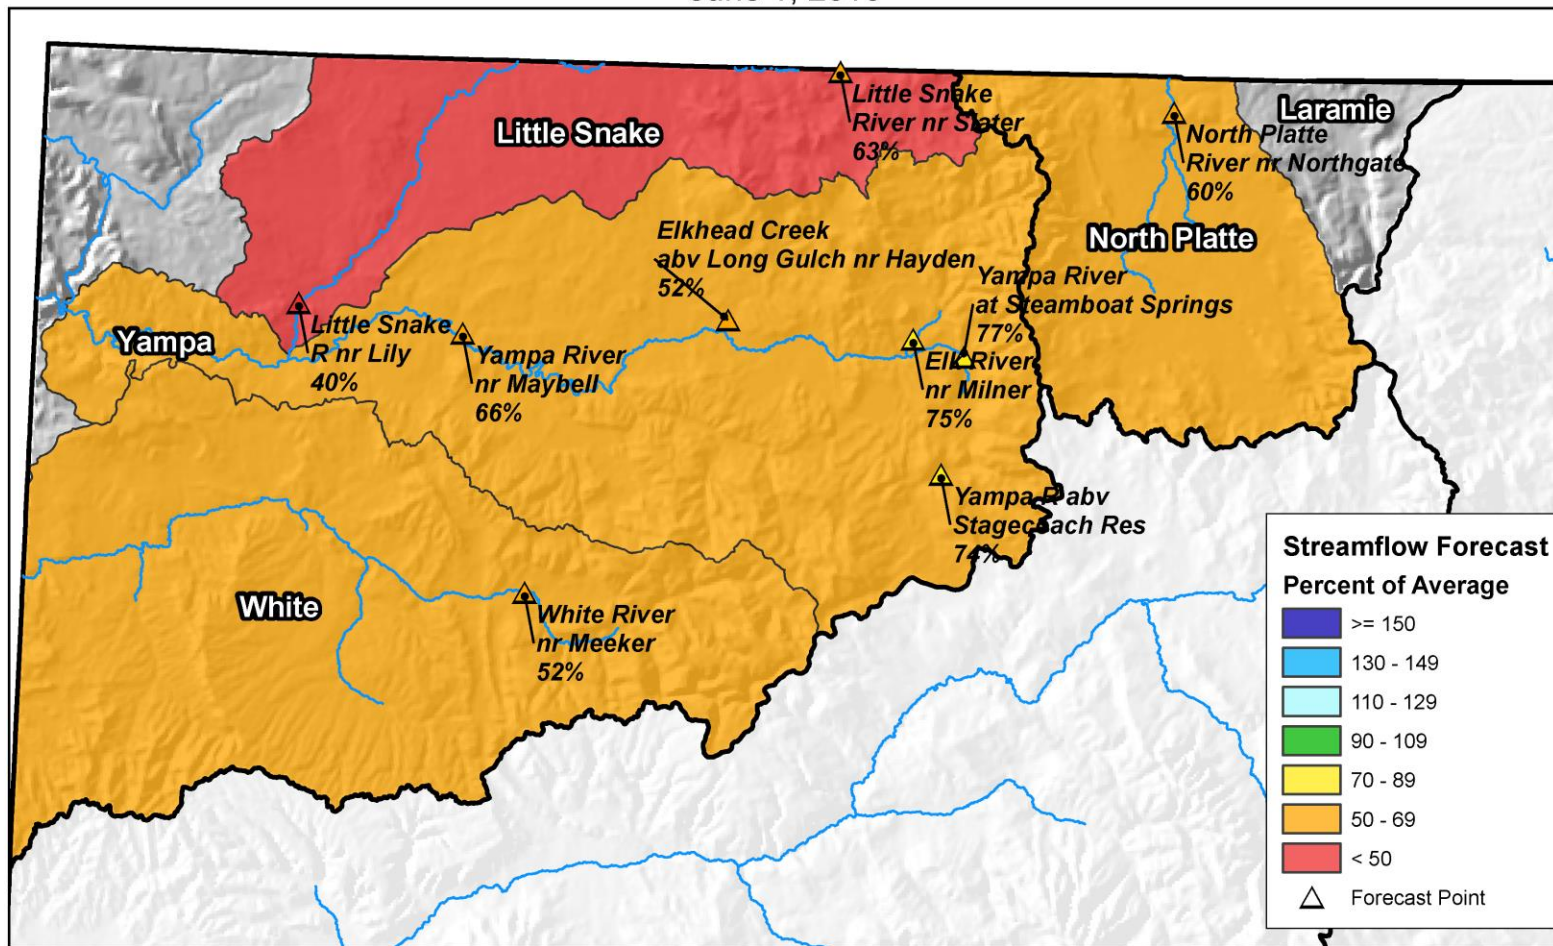 Little Snake
Little Snake
River nr Slater
63%
Laramie
North Platte
River nr Northgate
60%
North Platte
Elkhead Creek
abv Long Gulch nr Hayden
52%
Yampa River
at Steamboat Springs
77%
Yampa
Little Snake
R nr Lily
40%
Yampa River
nr Maybell
66%
Elk River
nr Milner
75%
Yampa R abv
Stagecoach Res
74%
White
White River
nr Meeker
52%
Streamflow Forecast
Percent of Average
>= 150
130 - 149
110 - 129
90 - 109
70 - 89
50 - 69
< 50
Forecast Point